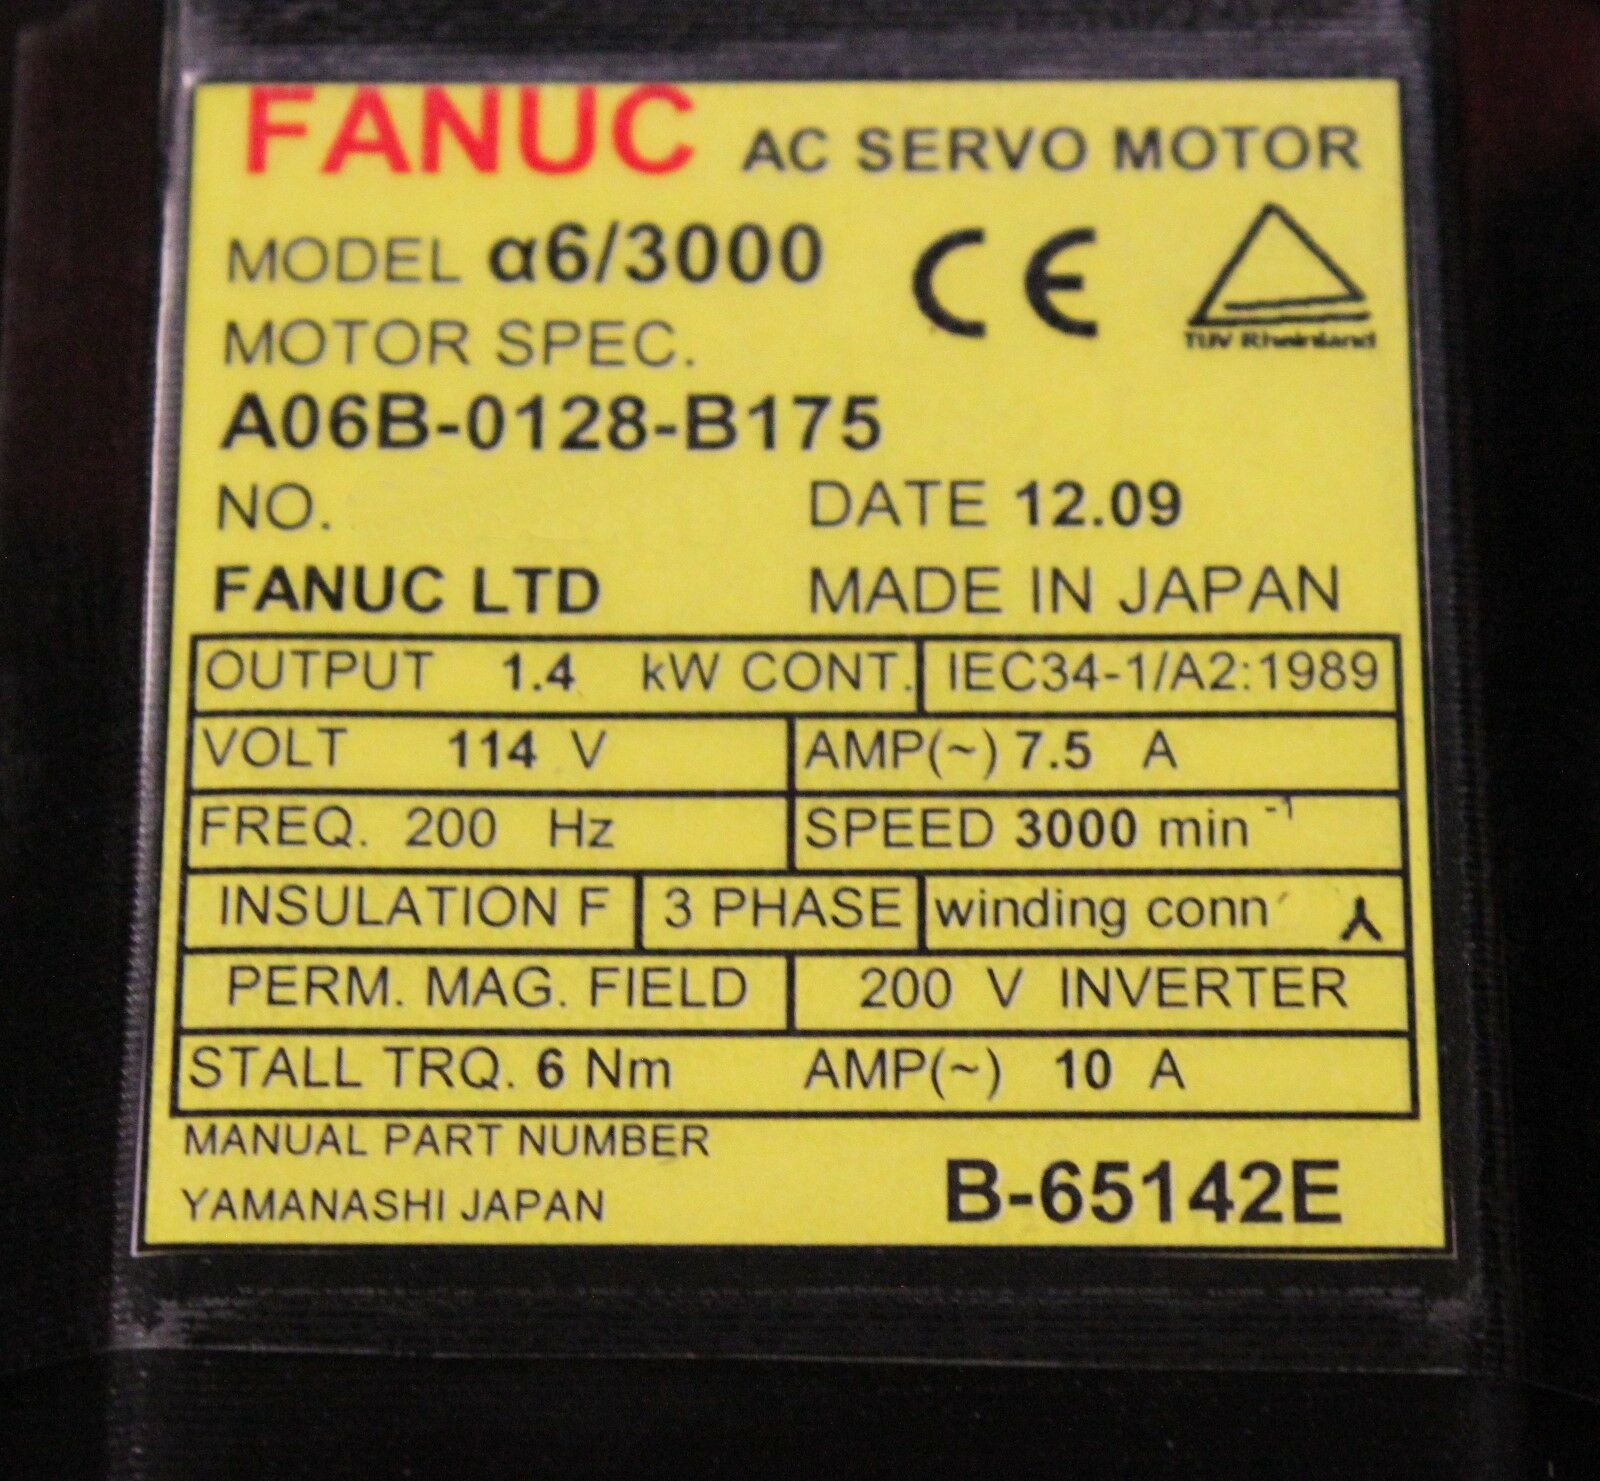 FANUC AC SERVO MOTOR
MODEL α6/3000
CE
TÜV Rheinland
MOTOR SPEC.
A06B-0128-B175
NO. DATE 12.09
FANUC LTD MADE IN JAPAN
OUTPUT 1.4 kW CONT. IEC34-1/A2:1989
VOLT 114 V AMP(~) 7.5 A
FREQ. 200 Hz SPEED 3000 min⁻¹
INSULATION F 3 PHASE winding conn
PERM. MAG. FIELD 200 V INVERTER
STALL TRQ. 6 Nm AMP(~) 10 A
MANUAL PART NUMBER
YAMANASHI JAPAN B-65142E